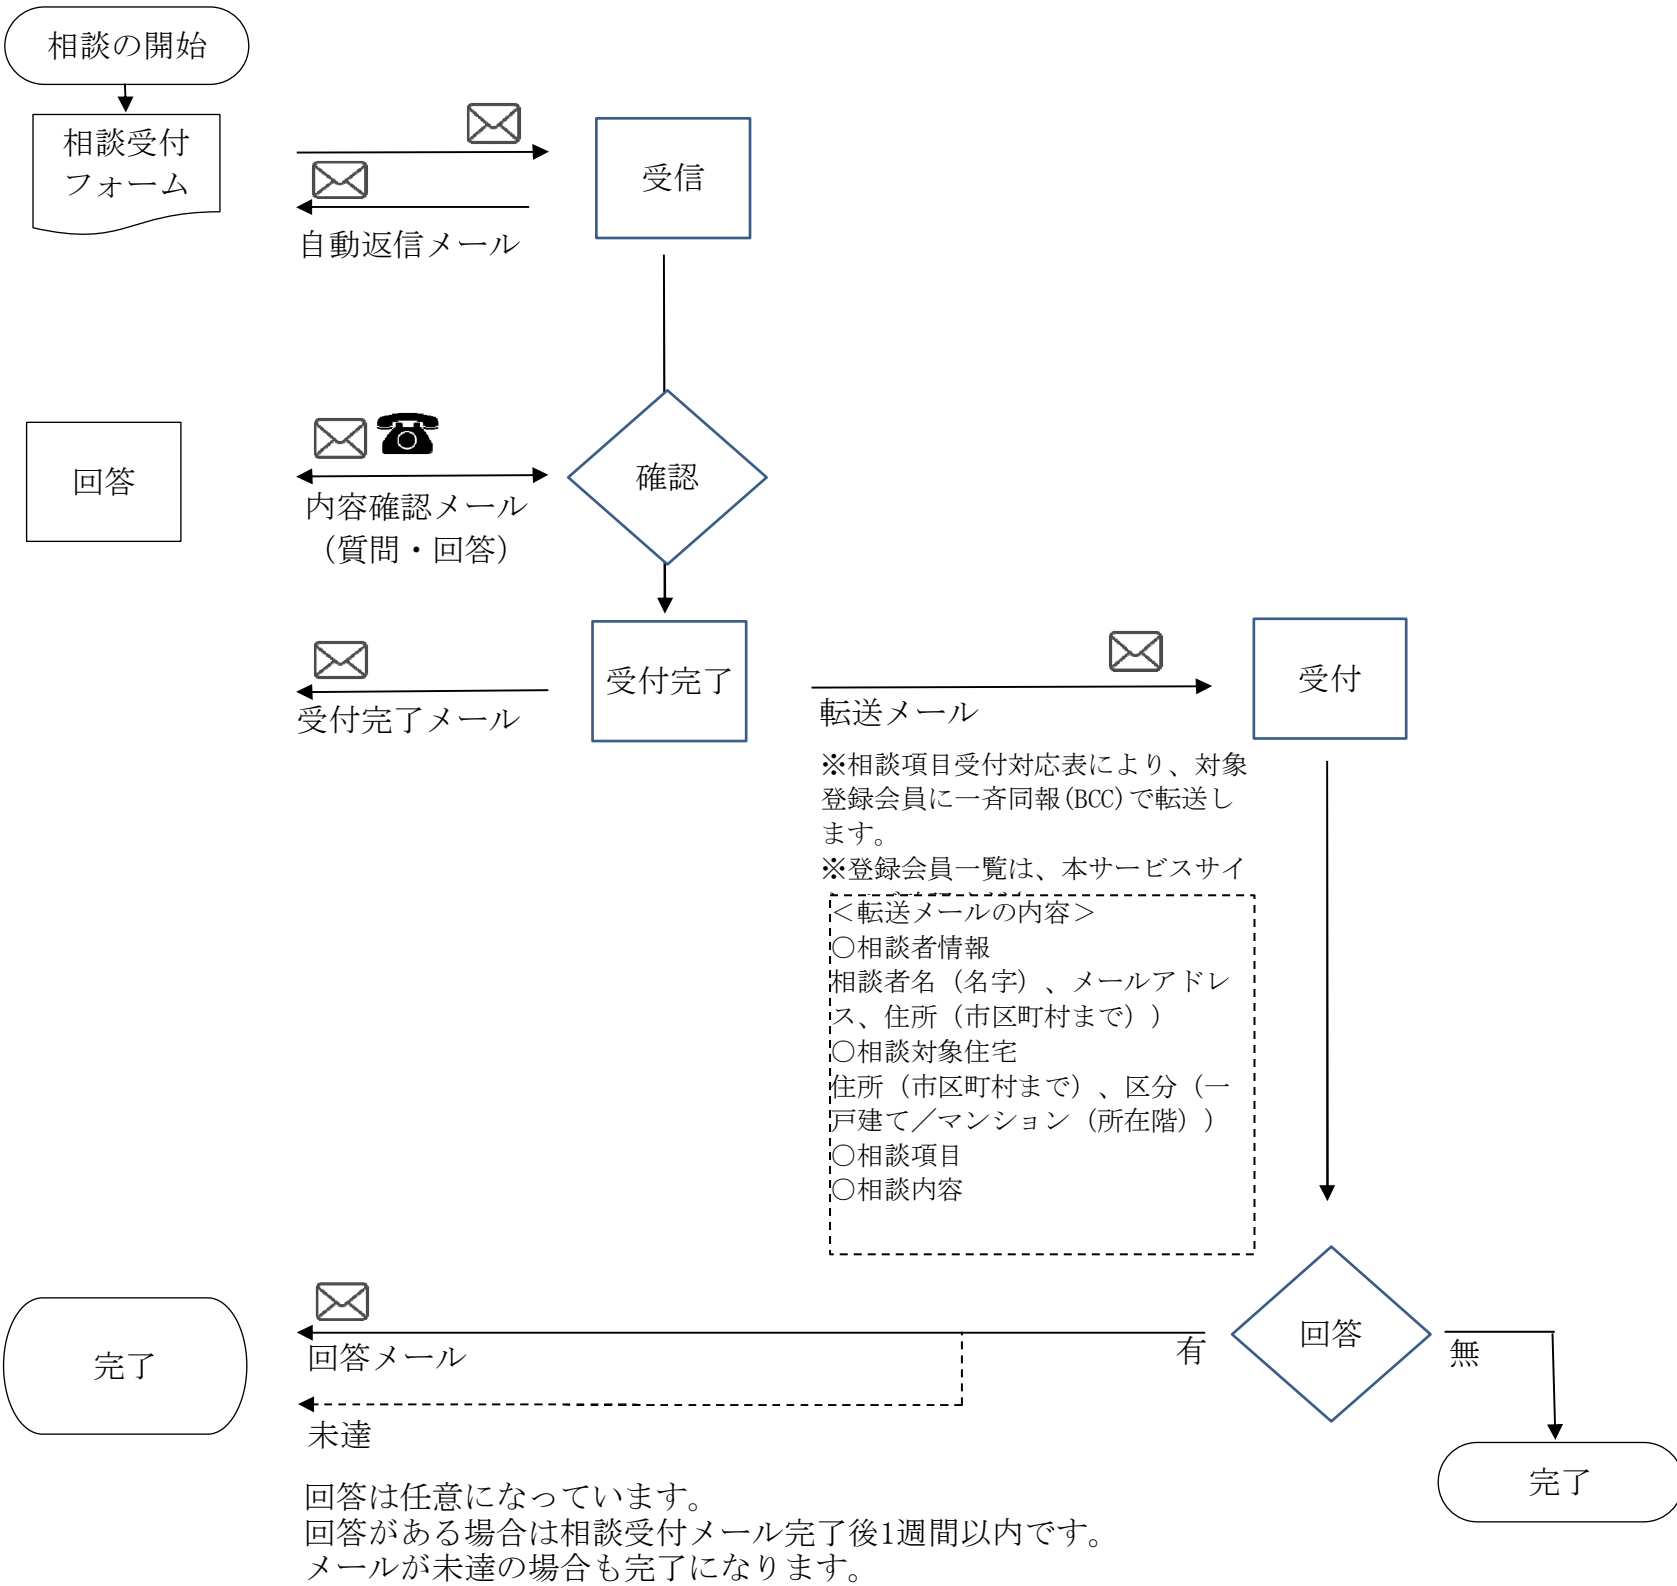 相談の開始
相談受付
フォーム
受信
自動返信メール
回答
確認
内容確認メール
（質問・回答）
受付完了
受付完了メール
転送メール
受付
※相談項目受付対応表により、対象
登録会員に一斉同報(BCC)で転送し
ます。
※登録会員一覧は、本サービスサイ
＜転送メールの内容＞
○相談者情報
相談者名（名字）、メールアドレ
ス、住所（市区町村まで））
○相談対象住宅
住所（市区町村まで）、区分（一
戸建て／マンション（所在階））
○相談項目
○相談内容
完了
回答メール
有
回答
無
未達
完了
回答は任意になっています。
回答がある場合は相談受付メール完了後1週間以内です。
メールが未達の場合も完了になります。